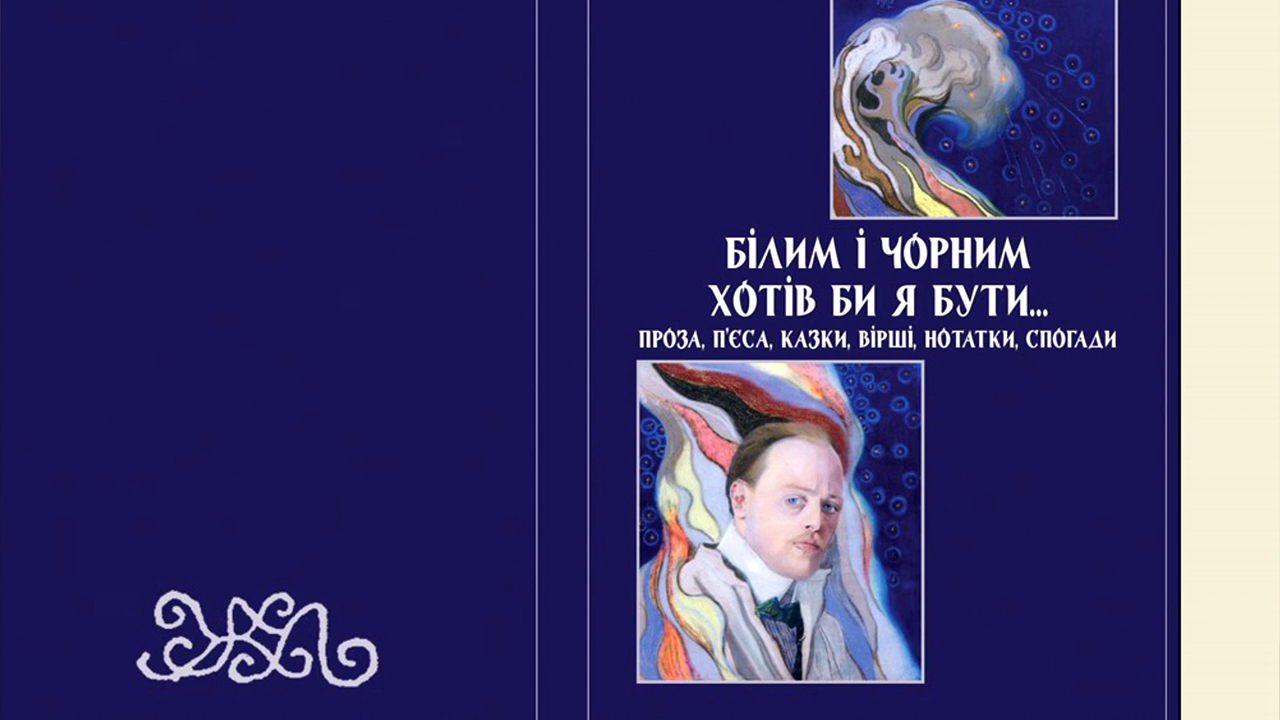 БІЛИМ І ЧОРНИМ
ХОТІВ БИ Я БУТИ...
ПРОЗА, П'ЄСА, КАЗКИ, ВІРШІ, НОТАТКИ, СПОГАДИ